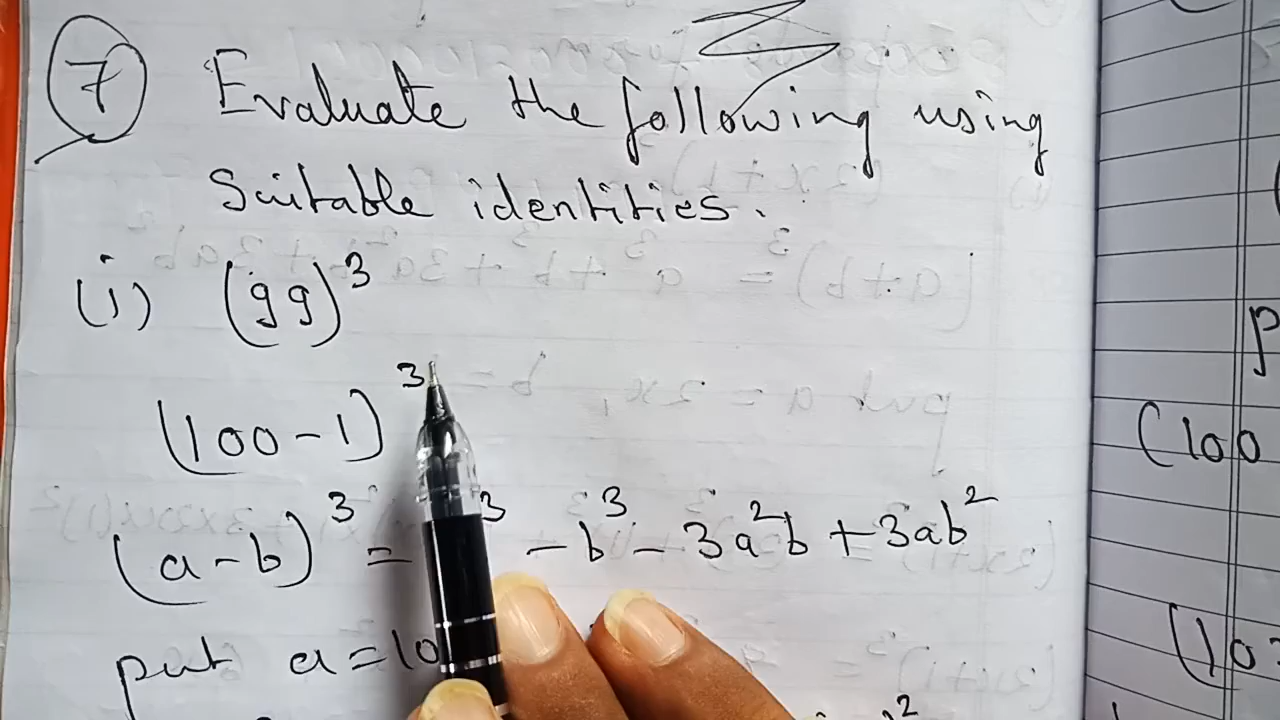 7 Evaluate the following using
Suitable identities.
(i) (99)³
(100-1)³
(a-b)³ = ³ - b³ - 3a²b + 3ab²
put a=10
(100